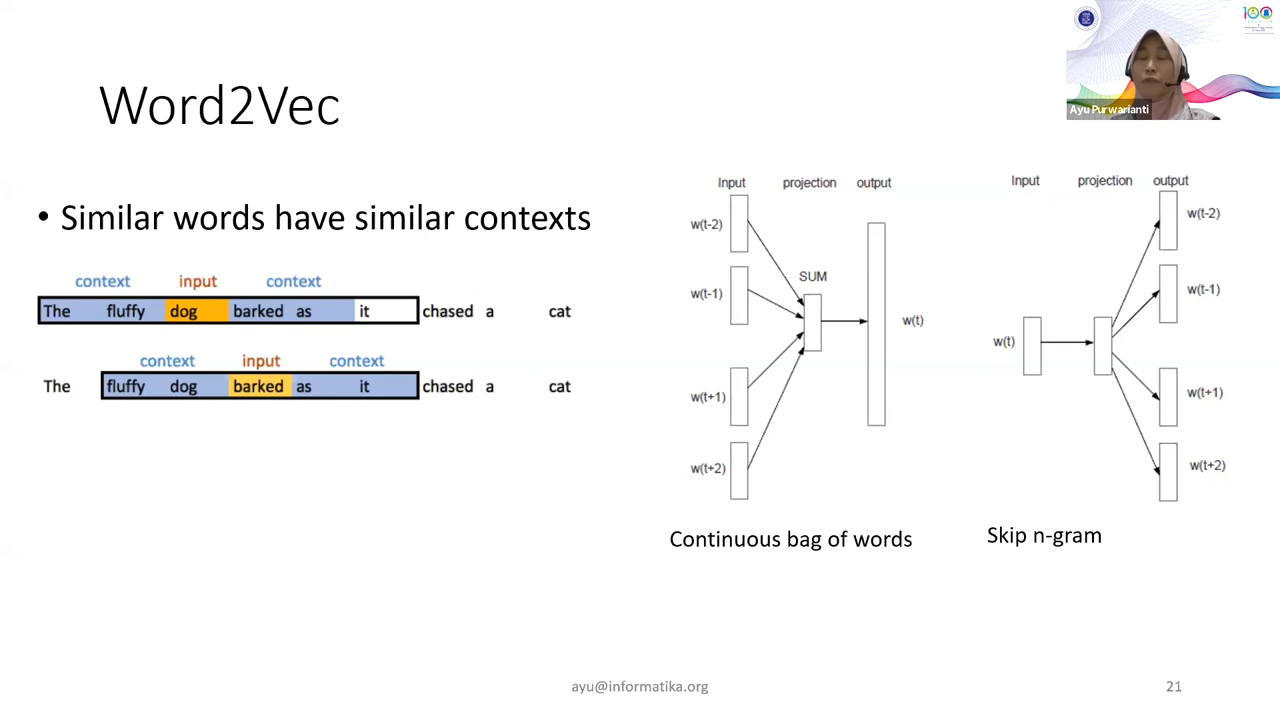 100
Ayu Purwarianti
Word2Vec
• Similar words have similar contexts
context input context
The fluffy dog barked as it chased a cat
context input context
The fluffy dog barked as it chased a cat
Input projection output
w(t-2)
w(t-1)
SUM
w(t)
w(t+1)
w(t+2)
Continuous bag of words
Input projection output
w(t-2)
w(t-1)
w(t)
w(t+1)
w(t+2)
Skip n-gram
ayu@informatika.org
21